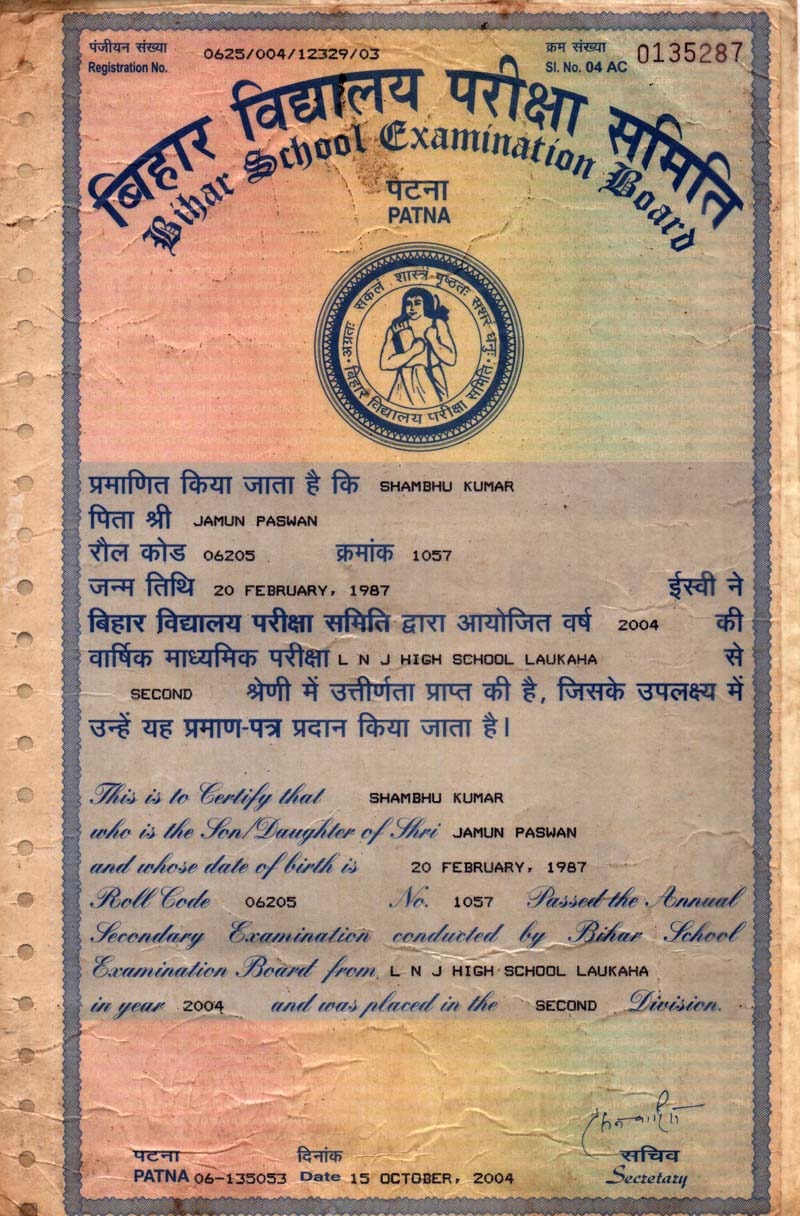 पंजीयन संख्या
Registration No. 0625/004/12329/03
क्रम संख्या
Sl. No. 04 AC 0135287
बिहार विद्यालय परीक्षा समिति
Bihar School Examination Board
पटना
PATNA
अग्रतः सकलं शास्त्रं पृष्ठतः सशरं धनुः
बिहार विद्यालय परीक्षा समिति
प्रमाणित किया जाता है कि SHAMBHU KUMAR
पिता श्री JAMUN PASWAN
रौल कोड 06205 क्रमांक 1057
जन्म तिथि 20 FEBRUARY, 1987 ईस्वी ने
बिहार विद्यालय परीक्षा समिति द्वारा आयोजित वर्ष 2004 की
वार्षिक माध्यमिक परीक्षा L N J HIGH SCHOOL LAUKAHA से
SECOND श्रेणी में उत्तीर्णता प्राप्त की है, जिसके उपलक्ष्य में
उन्हें यह प्रमाण-पत्र प्रदान किया जाता है।
This is to Certify that SHAMBHU KUMAR
who is the Son/Daughter of Shri JAMUN PASWAN
and whose date of birth is 20 FEBRUARY, 1987
Roll Code 06205 No. 1057 Passed the Annual
Secondary Examination conducted by Bihar School
Examination Board from L N J HIGH SCHOOL LAUKAHA
in year 2004 and was placed in the SECOND Division.
पटना दिनांक सचिव
PATNA 06-135053 Date 15 OCTOBER, 2004 Secretary